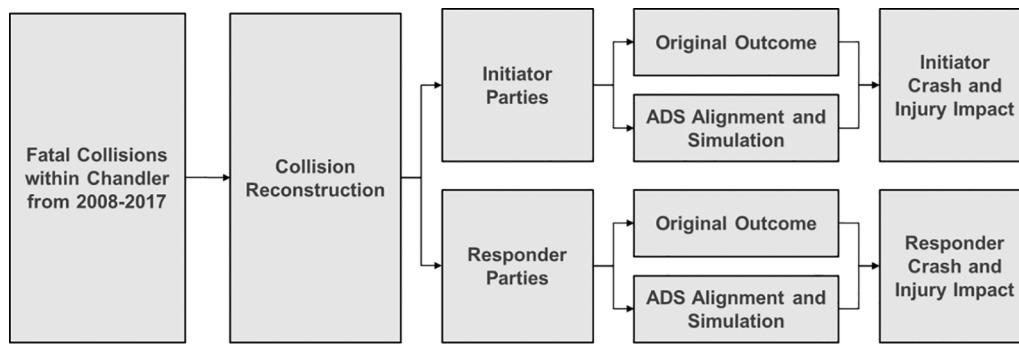 Fatal Collisions
within Chandler
from 2008-2017
Collision
Reconstruction
Initiator
Parties
Original Outcome
ADS Alignment and
Simulation
Initiator
Crash and
Injury Impact
Responder
Parties
Original Outcome
ADS Alignment and
Simulation
Responder
Crash and
Injury Impact